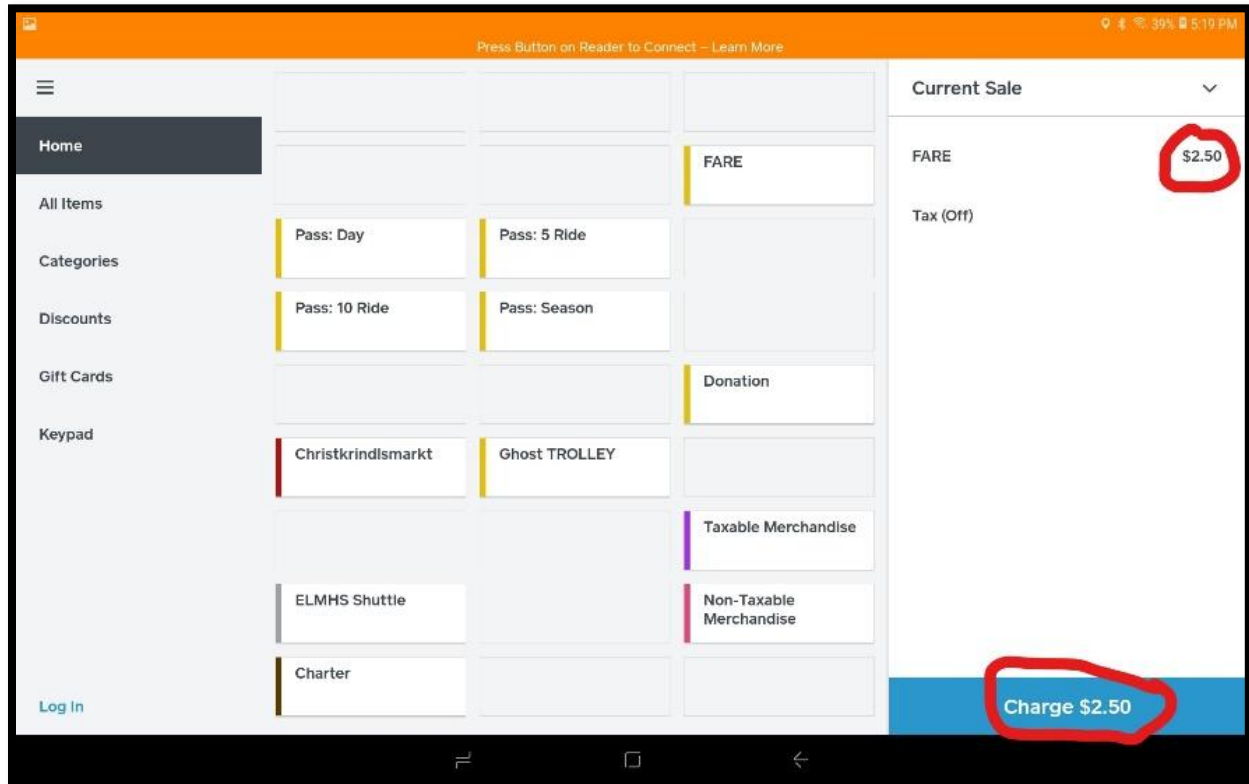 39% 5:19 PM
Press Button on Reader to Connect – Learn More
Home
All Items
Categories
Discounts
Gift Cards
Keypad
Log In
FARE
Pass: Day
Pass: 5 Ride
Pass: 10 Ride
Pass: Season
Donation
Christkrindlsmarkt
Ghost TROLLEY
Taxable Merchandise
ELMHS Shuttle
Non-Taxable
Merchandise
Charter
Current Sale
FARE $2.50
Tax (Off)
Charge $2.50